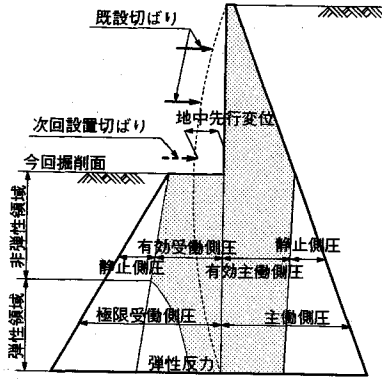 既設切ばり
地中先行変位
次回設置切ばり
今回掘削面
非弾性領域
有効受働側圧
静止側圧
静止側圧
有効主働側圧
弾性領域
極限受働側圧
主働側圧
弾性反力